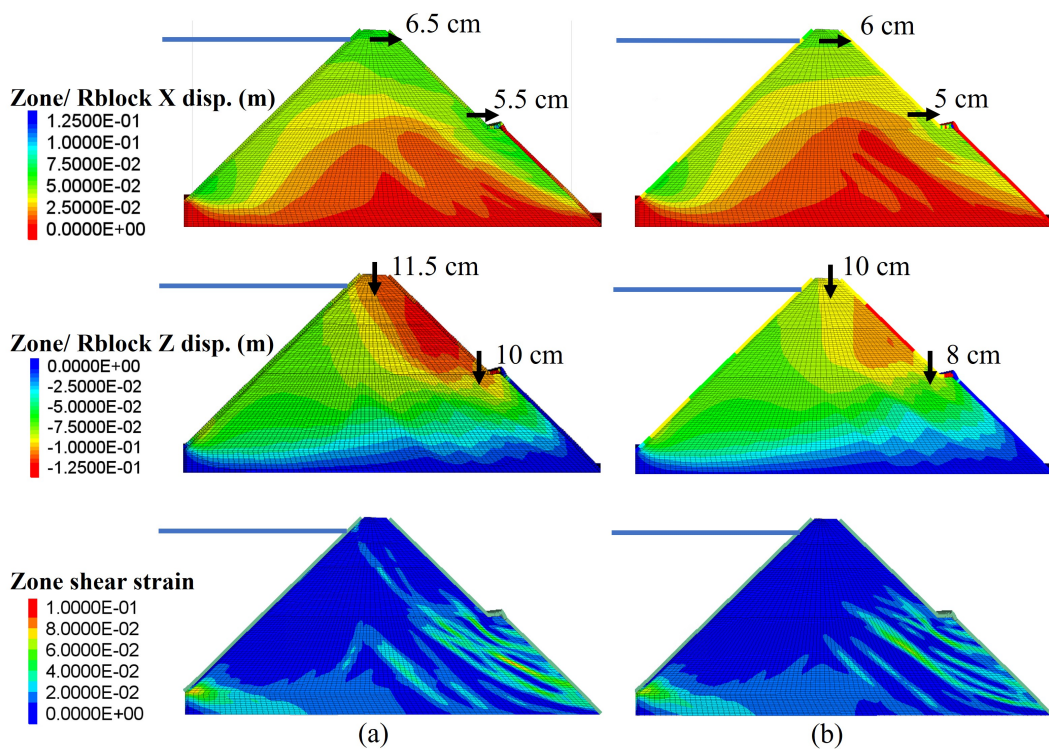 6.5 cm
6 cm
Zone/ Rblock X disp. (m)
5.5 cm
5 cm
1.2500E-01
1.0000E-01
7.5000E-02
5.0000E-02
2.5000E-02
0.0000E+00
11.5 cm
10 cm
Zone/ Rblock Z disp. (m)
10 cm
8 cm
0.0000E+00
-2.5000E-02
-5.0000E-02
-7.5000E-02
-1.0000E-01
-1.2500E-01
Zone shear strain
1.0000E-01
8.0000E-02
6.0000E-02
4.0000E-02
2.0000E-02
0.0000E+00
(a)
(b)